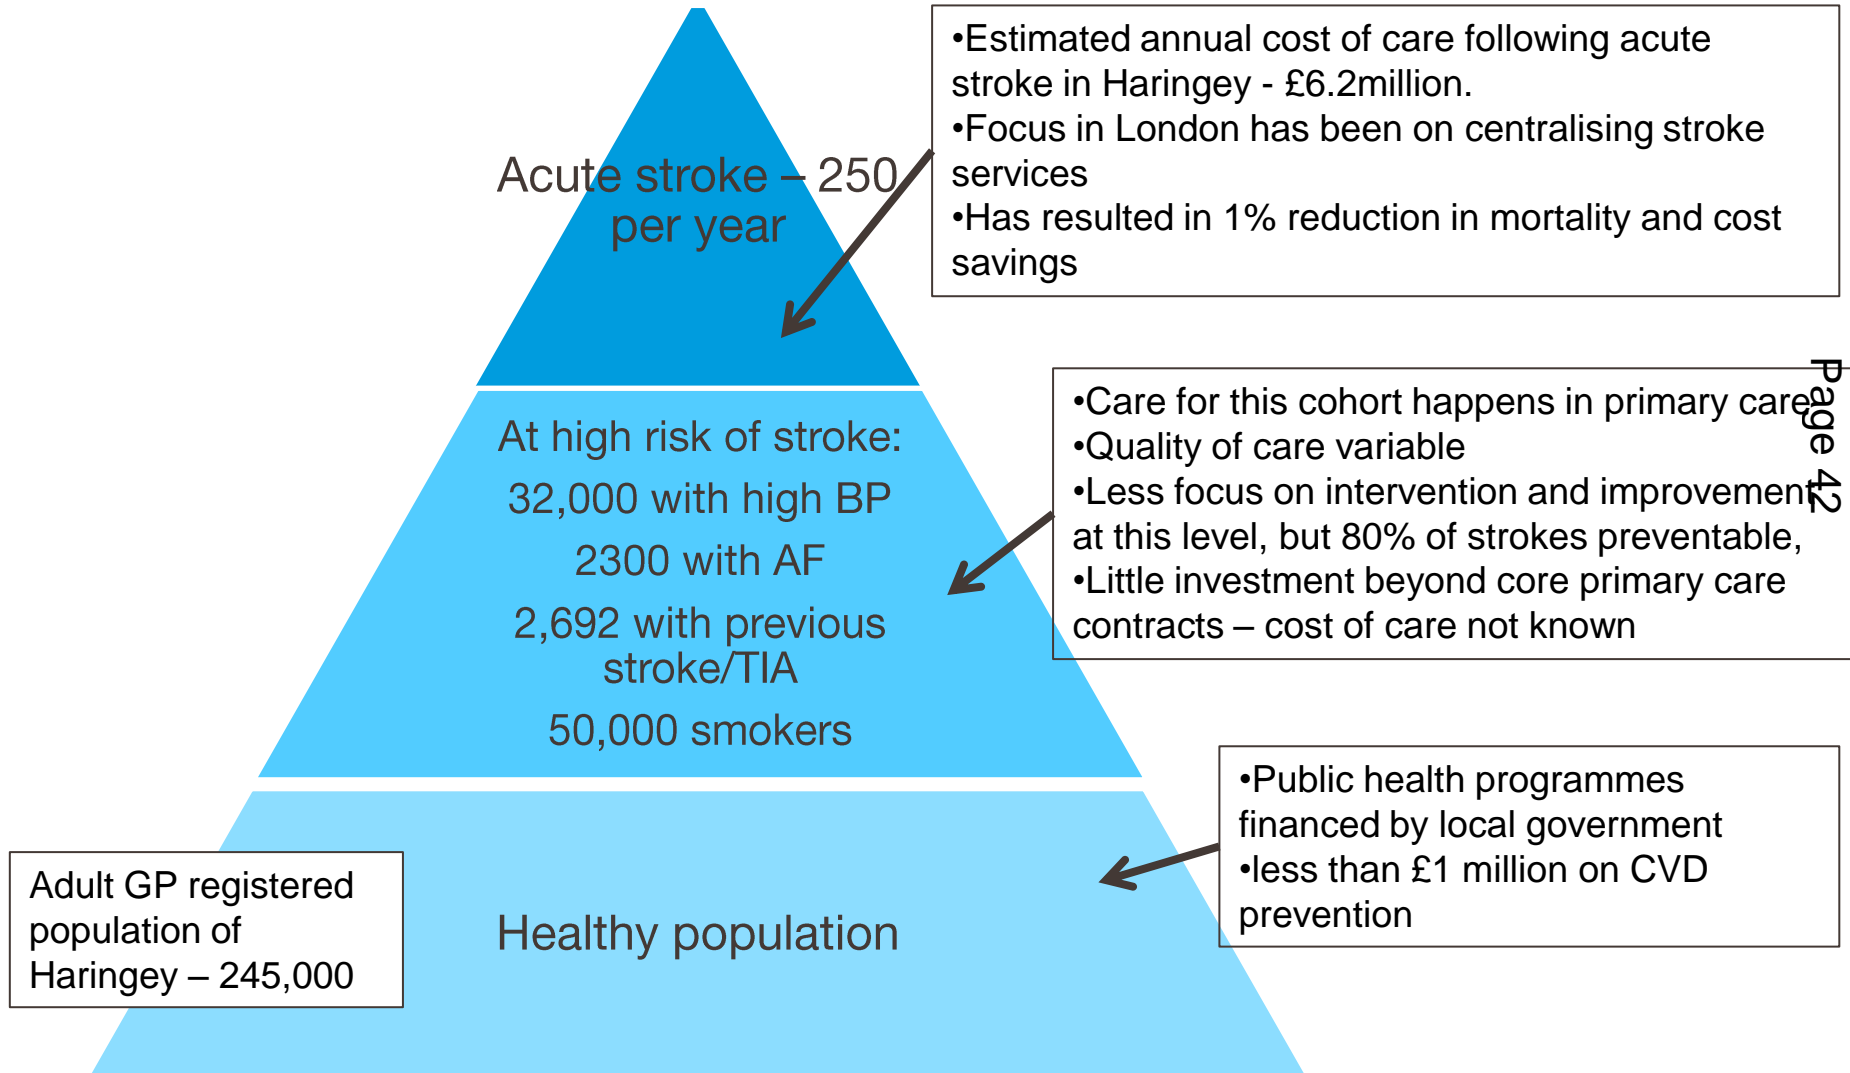 Acute stroke – 250
per year
•Estimated annual cost of care following acute
stroke in Haringey - £6.2million.
•Focus in London has been on centralising stroke
services
•Has resulted in 1% reduction in mortality and cost
savings
At high risk of stroke:
32,000 with high BP
2300 with AF
2,692 with previous
stroke/TIA
50,000 smokers
•Care for this cohort happens in primary care
•Quality of care variable
•Less focus on intervention and improvement
at this level, but 80% of strokes preventable,
•Little investment beyond core primary care
contracts – cost of care not known
Page 42
Healthy population
•Public health programmes
financed by local government
•less than £1 million on CVD
prevention
Adult GP registered
population of
Haringey – 245,000